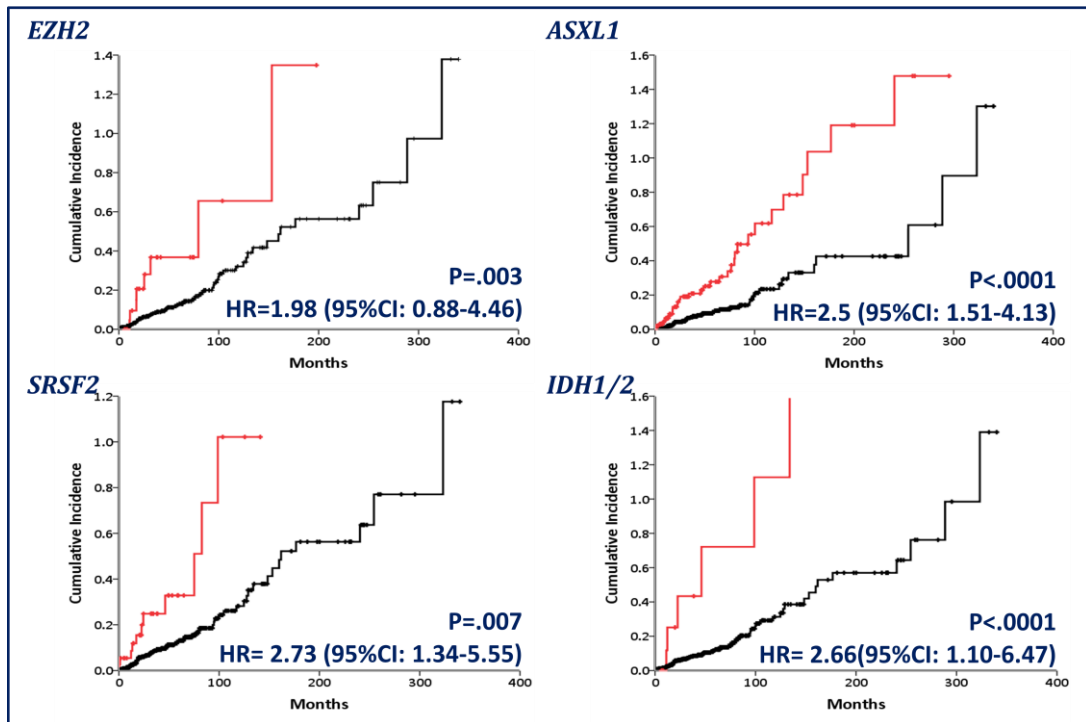 EZH2
1.4
1.2
1.0
0.8
0.6
0.4
0.2
0.0
Cumulative Incidence
0 100 200 300 400
Months
P=.003
HR=1.98 (95%CI: 0.88-4.46)
ASXL1
1.6
1.4
1.2
1.0
0.8
0.6
0.4
0.2
0.0
Cumulative Incidence
0 100 200 300 400
Months
P<.0001
HR=2.5 (95%CI: 1.51-4.13)
SRSF2
1.2
1.0
0.8
0.6
0.4
0.2
0.0
Cumulative Incidence
0 100 200 300 400
Months
P=.007
HR= 2.73 (95%CI: 1.34-5.55)
IDH1/2
1.6
1.4
1.2
1.0
0.8
0.6
0.4
0.2
0.0
Cumulative Incidence
0 100 200 300 400
Months
P<.0001
HR= 2.66(95%CI: 1.10-6.47)